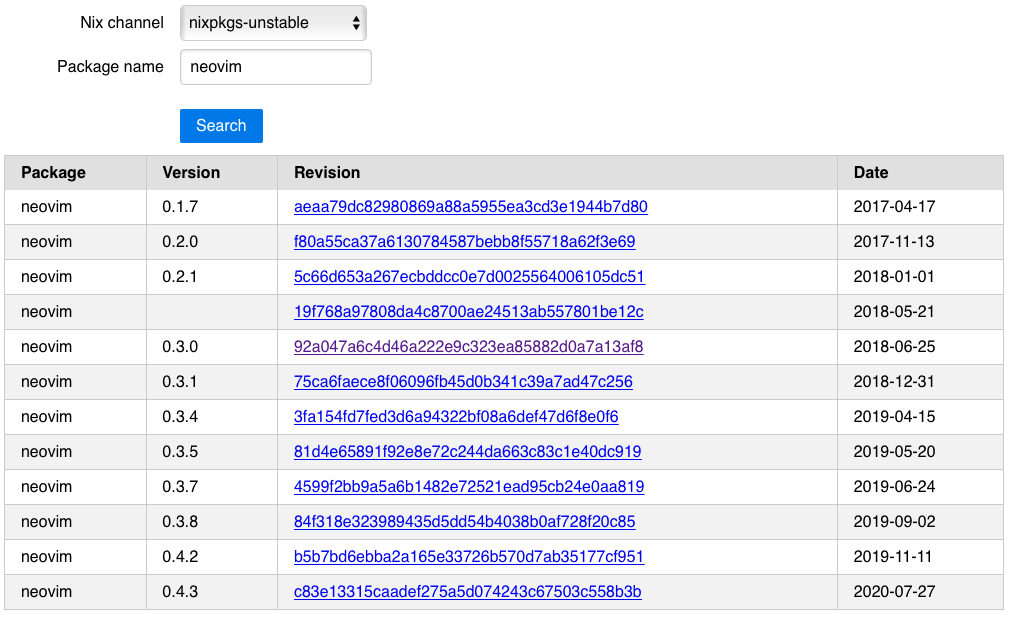 Nix channel nixpkgs-unstable
Package name neovim
Search
Package Version Revision Date
neovim 0.1.7 aeaa79dc82980869a88a5955ea3cd3e1944b7d80 2017-04-17
neovim 0.2.0 f80a55ca37a6130784587bebb8f55718a62f3e69 2017-11-13
neovim 0.2.1 5c66d653a267ecbddcc0e7d0025564006105dc51 2018-01-01
neovim 19f768a97808da4c8700ae24513ab557801be12c 2018-05-21
neovim 0.3.0 92a047a6c4d46a222e9c323ea85882d0a7a13af8 2018-06-25
neovim 0.3.1 75ca6faece8f06096fb45d0b341c39a7ad47c256 2018-12-31
neovim 0.3.4 3fa154fd7fed3d6a94322bf08a6def47d6f8e0f6 2019-04-15
neovim 0.3.5 81d4e65891f92e8e72c244da663c83c1e40dc919 2019-05-20
neovim 0.3.7 4599f2bb9a5a6b1482e72521ead95cb24e0aa819 2019-06-24
neovim 0.3.8 84f318e323989435d5dd54b4038b0af728f20c85 2019-09-02
neovim 0.4.2 b5b7bd6ebba2a165e33726b570d7ab35177cf951 2019-11-11
neovim 0.4.3 c83e13315caadef275a5d074243c67503c558b3b 2020-07-27